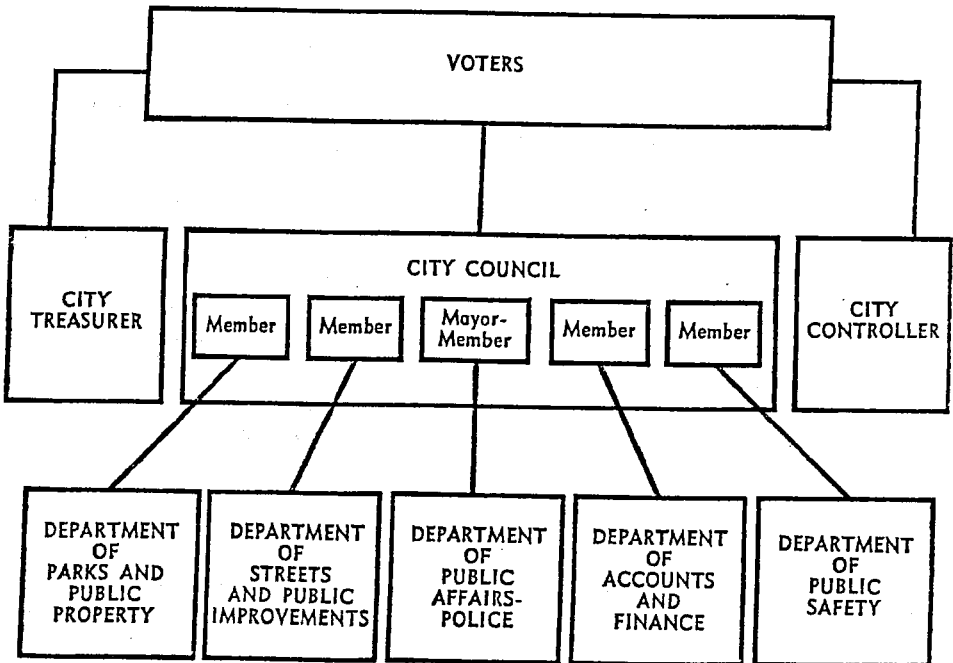 VOTERS
CITY
TREASURER
CITY COUNCIL
Member
Member
Mayor-
Member
Member
Member
CITY
CONTROLLER
DEPARTMENT
OF
PARKS AND
PUBLIC
PROPERTY
DEPARTMENT
OF
STREETS
AND PUBLIC
IMPROVEMENTS
DEPARTMENT
OF
PUBLIC
AFFAIRS-
POLICE
DEPARTMENT
OF
ACCOUNTS
AND
FINANCE
DEPARTMENT
OF
PUBLIC
SAFETY